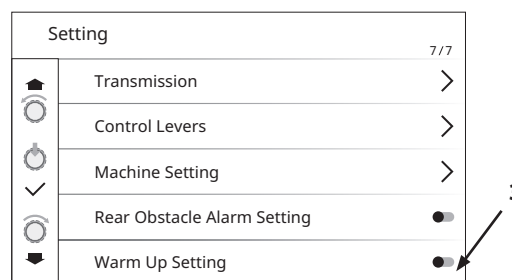 Setting
7/7
Transmission
Control Levers
Machine Setting
Rear Obstacle Alarm Setting
Warm Up Setting